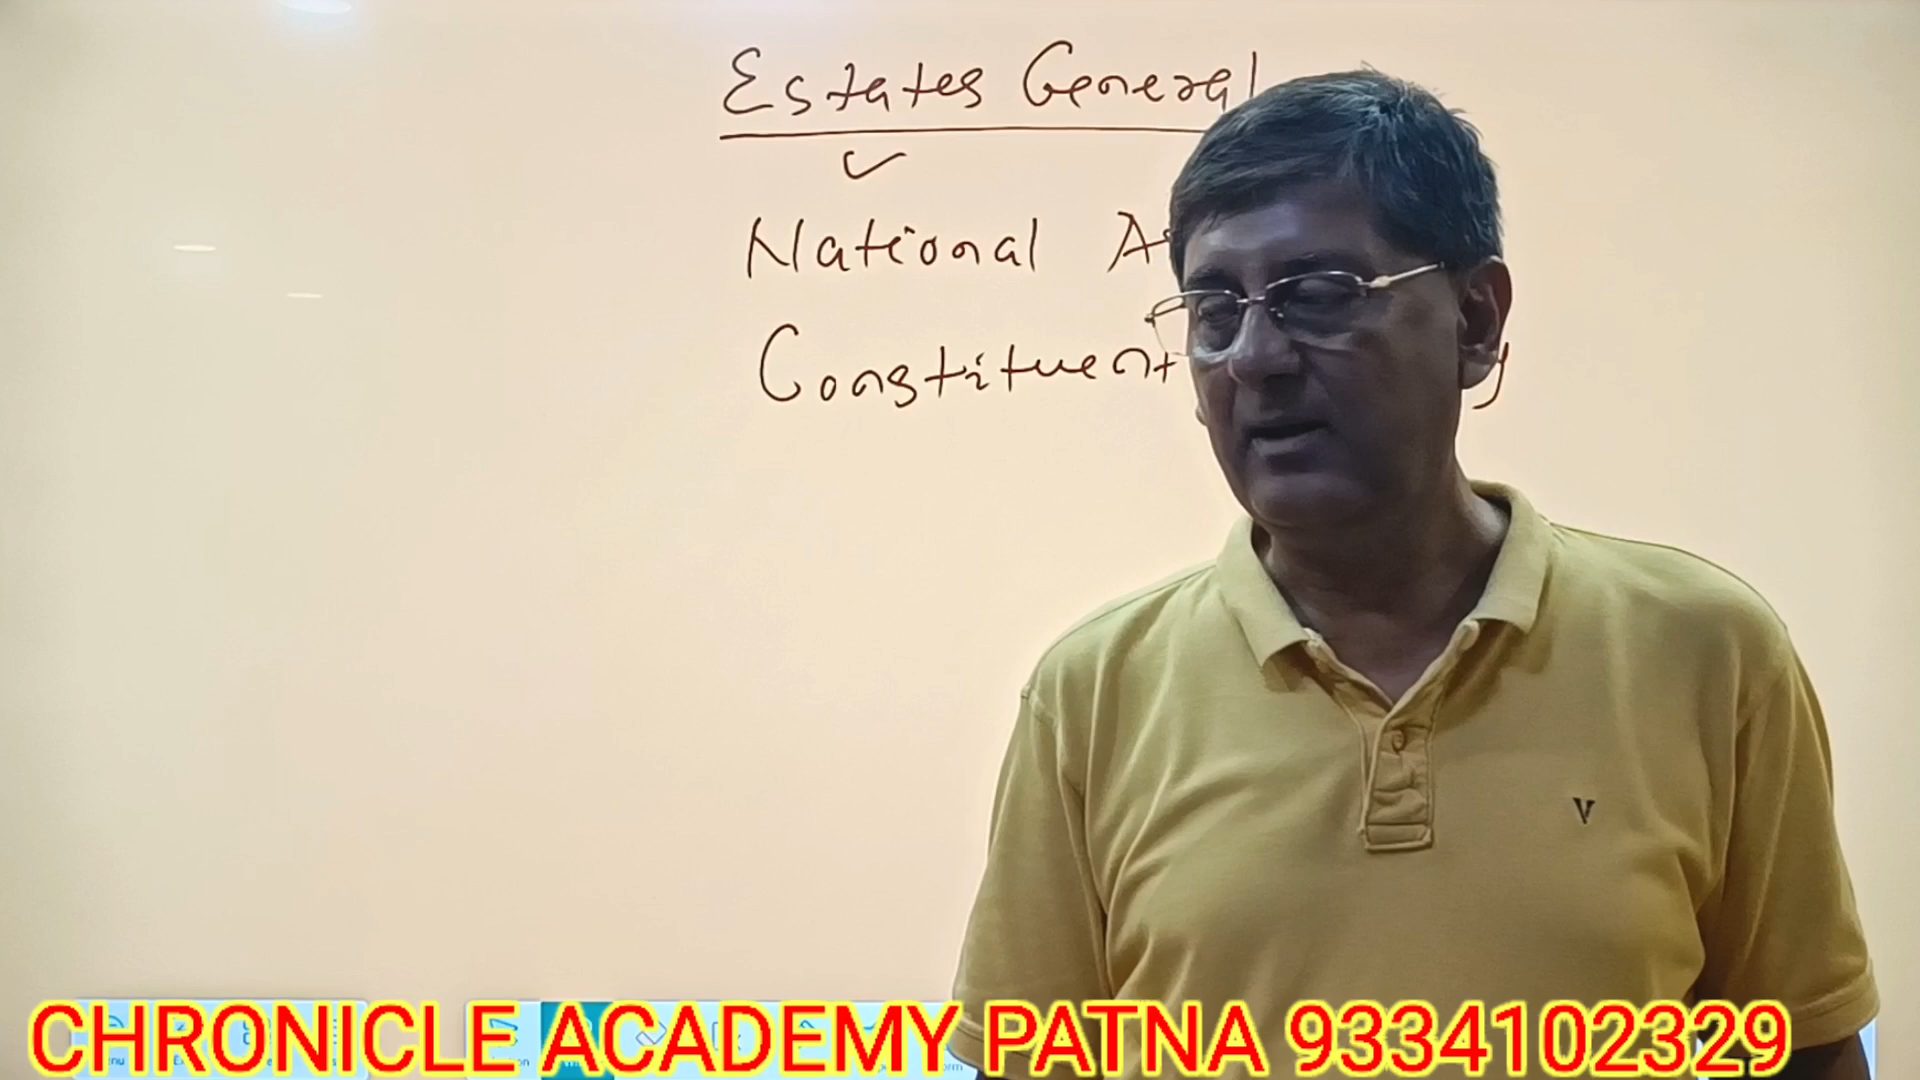 Estates General
National
Constituent
V
CHRONICLE ACADEMY PATNA 9334102329